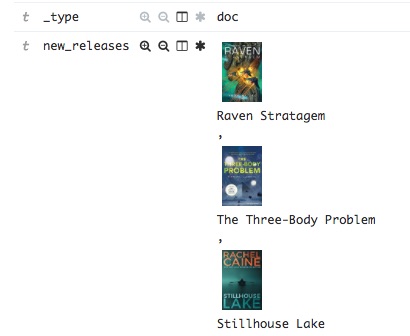 t _type doc
t new_releases
RAVEN
Raven Stratagem
,
THE
THREE-BODY
PROBLEM
The Three-Body Problem
,
RACHEL
CAINE
STILLHOUSE
LAKE
Stillhouse Lake